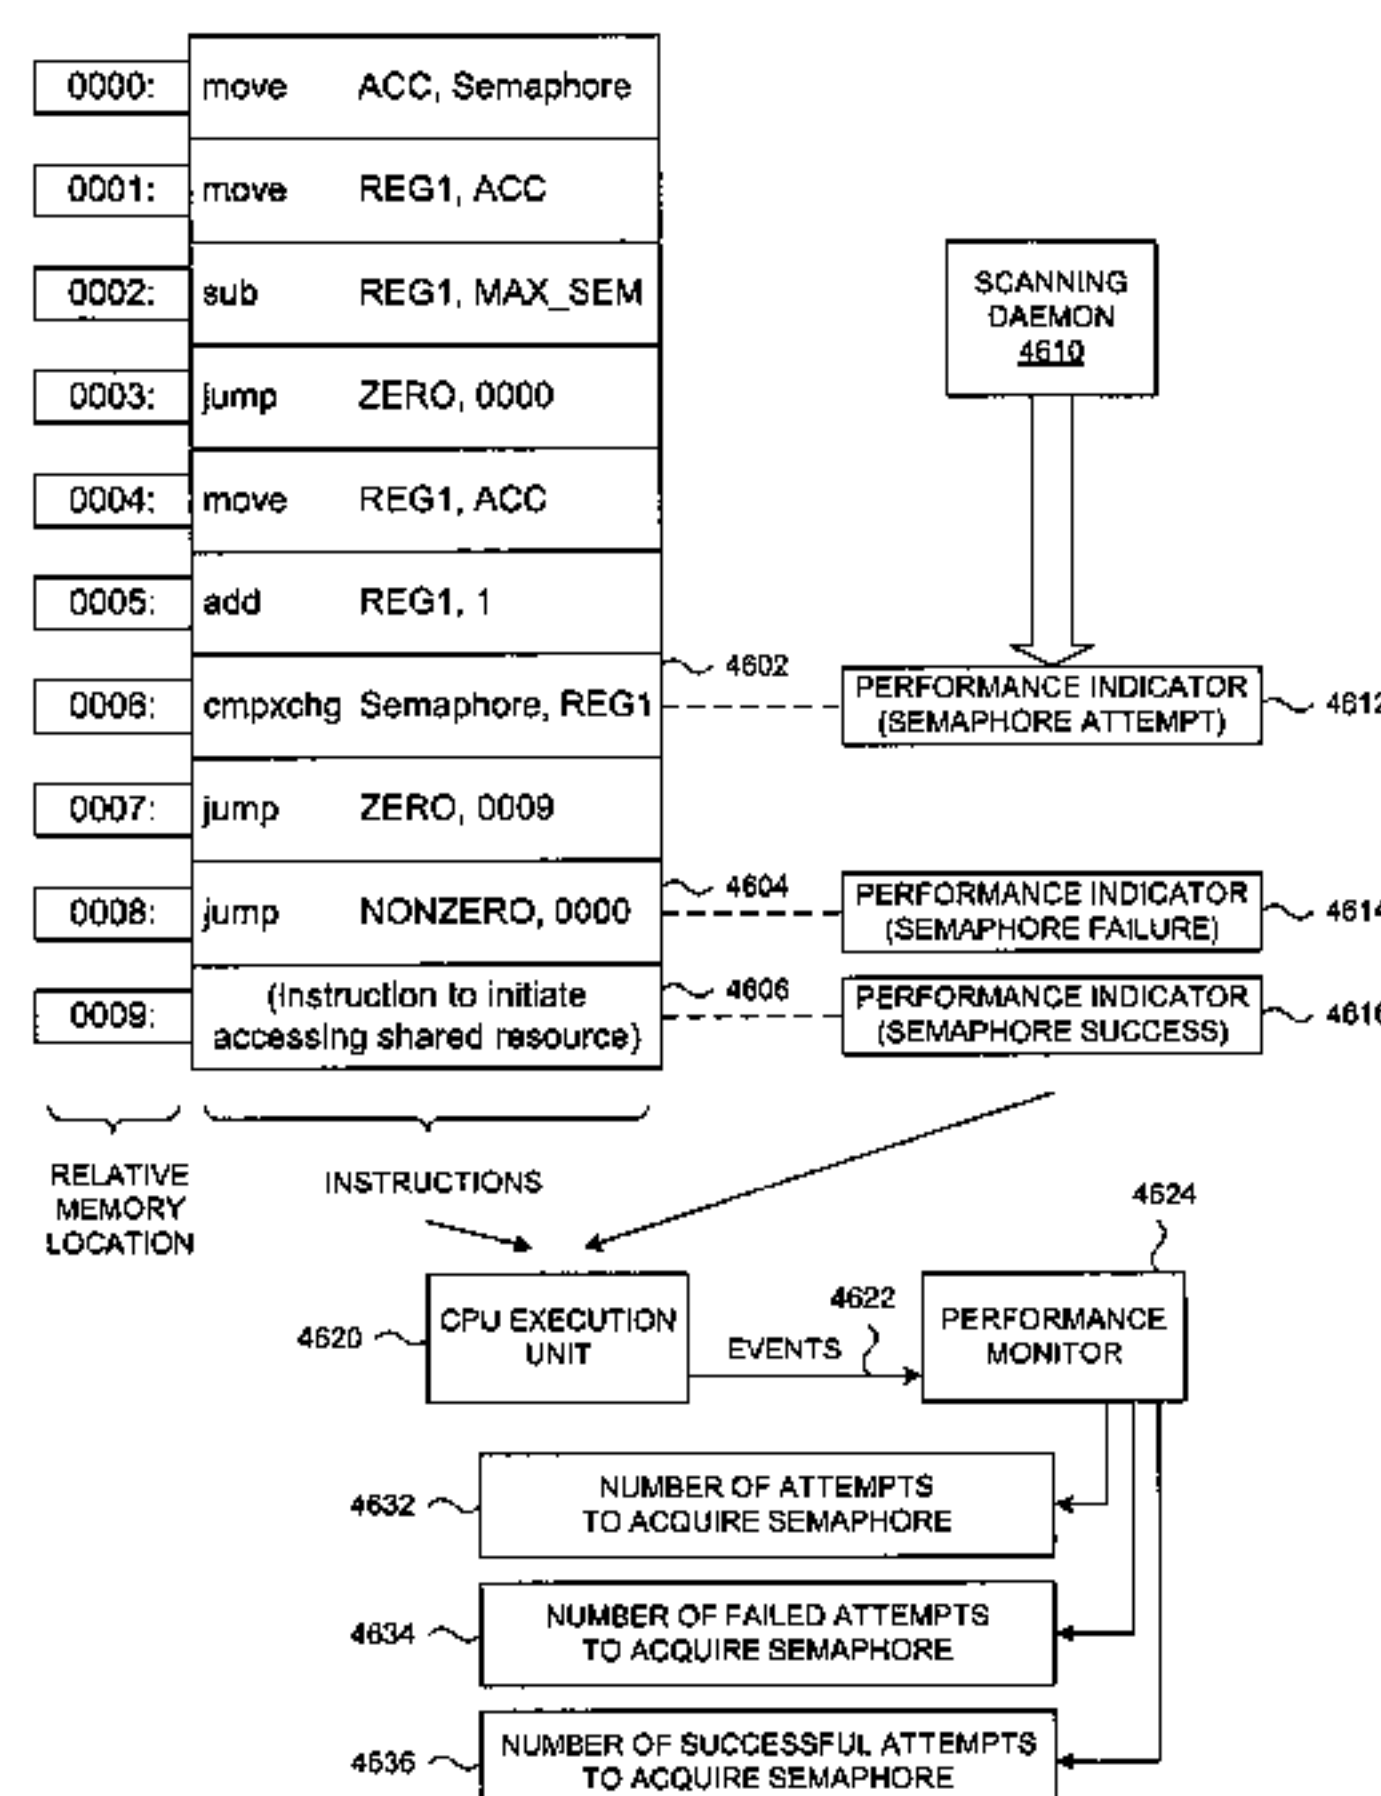 0000: move ACC, Semaphore
0001: move REG1, ACC
0002: sub REG1, MAX_SEM
0003: jump ZERO, 0000
0004: move REG1, ACC
0005: add REG1, 1
0006: cmpxchg Semaphore, REG1
0007: jump ZERO, 0009
0008: jump NONZERO, 0000
0009: (Instruction to initiate
accessing shared resource)
SCANNING
DAEMON
4610
4602
PERFORMANCE INDICATOR
(SEMAPHORE ATTEMPT)
4612
4604
PERFORMANCE INDICATOR
(SEMAPHORE FAILURE)
4614
4606
PERFORMANCE INDICATOR
(SEMAPHORE SUCCESS)
4616
RELATIVE
MEMORY
LOCATION
INSTRUCTIONS
4620
CPU EXECUTION
UNIT
EVENTS
4622
4624
PERFORMANCE
MONITOR
4632
NUMBER OF ATTEMPTS
TO ACQUIRE SEMAPHORE
4634
NUMBER OF FAILED ATTEMPTS
TO ACQUIRE SEMAPHORE
4636
NUMBER OF SUCCESSFUL ATTEMPTS
TO ACQUIRE SEMAPHORE